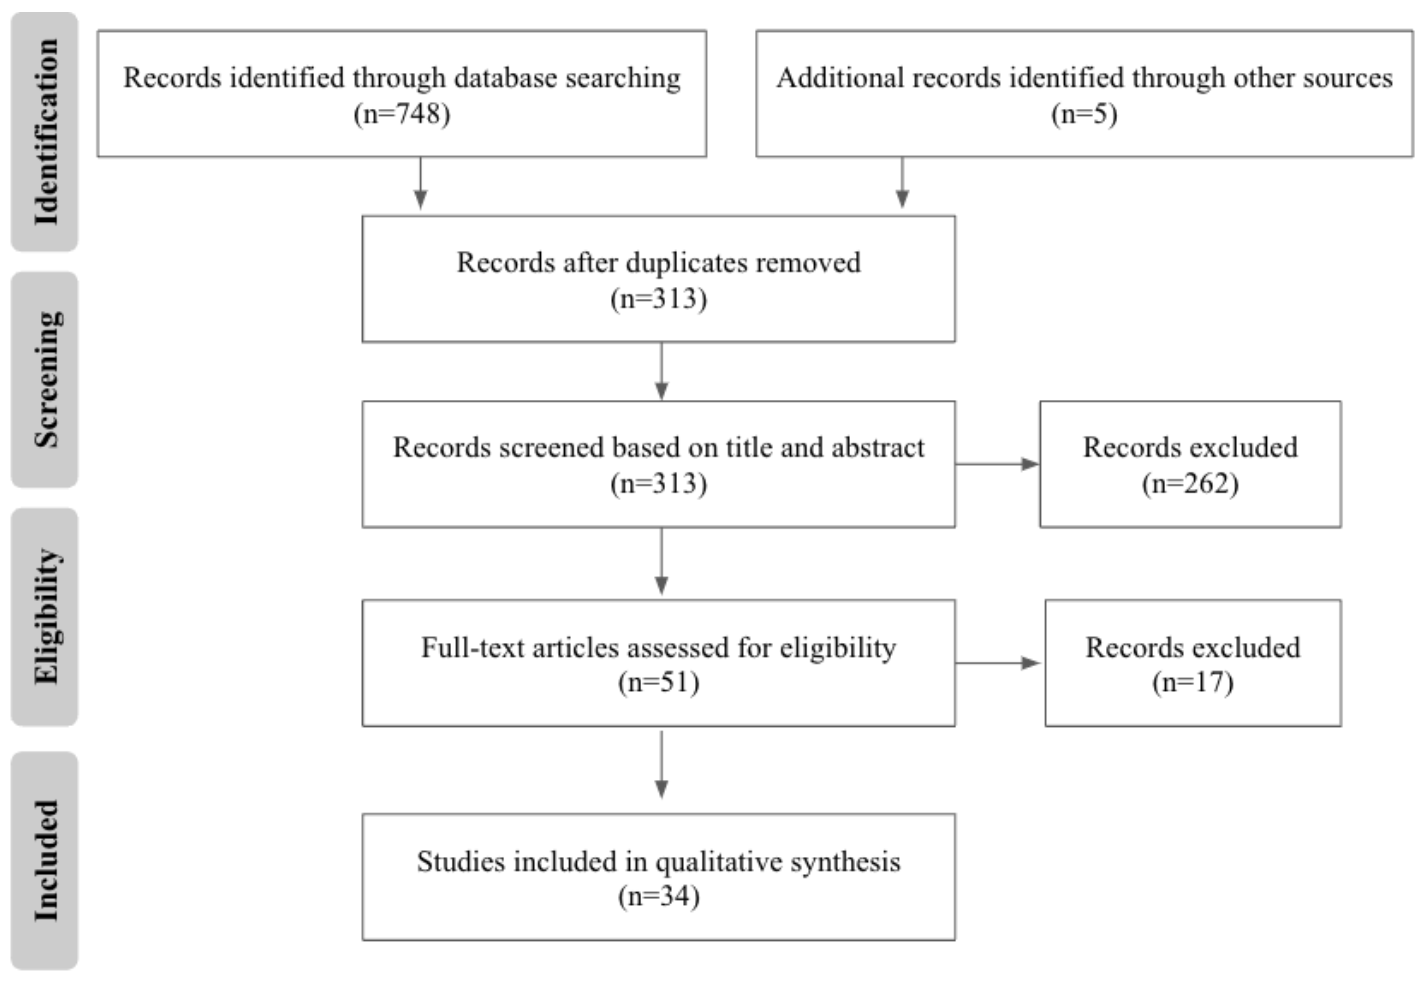 Identification
Records identified through database searching
(n=748)
Additional records identified through other sources
(n=5)
Records after duplicates removed
(n=313)
Screening
Records screened based on title and abstract
(n=313)
Records excluded
(n=262)
Eligibility
Full-text articles assessed for eligibility
(n=51)
Records excluded
(n=17)
Included
Studies included in qualitative synthesis
(n=34)